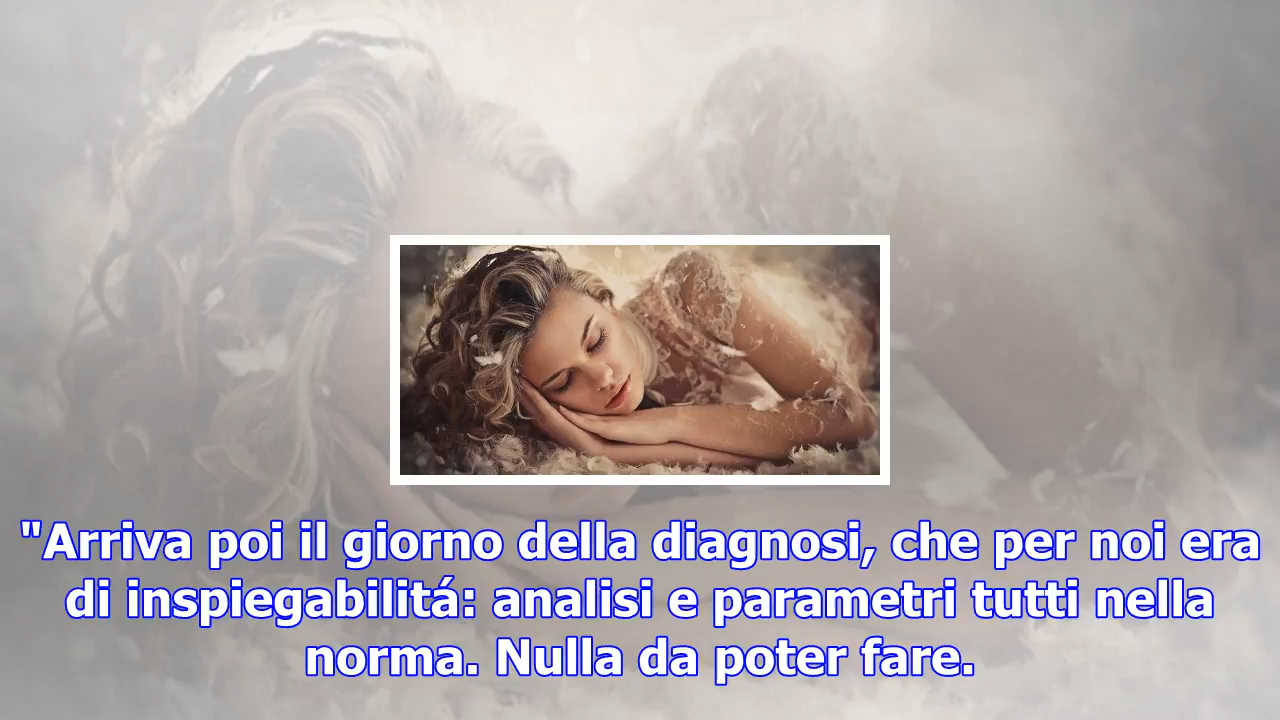 "Arriva poi il giorno della diagnosi, che per noi era
di inspiegabilitá: analisi e parametri tutti nella
norma. Nulla da poter fare.